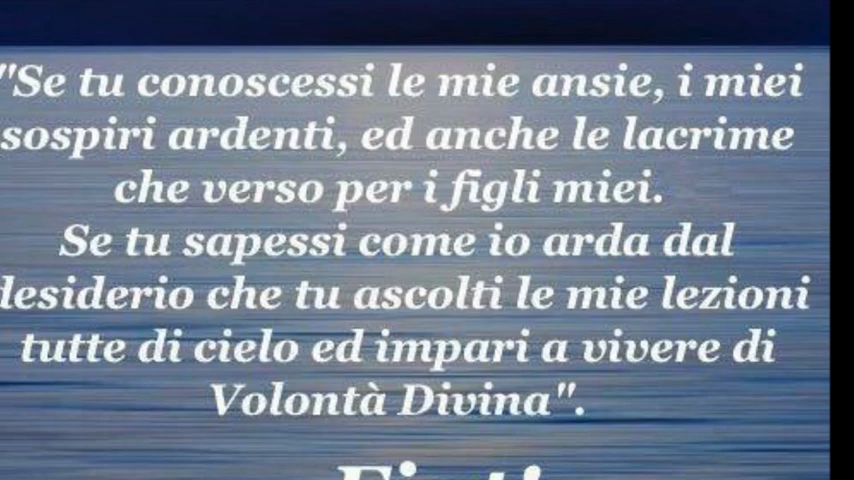 "Se tu conoscessi le mie ansie, i miei
sospiri ardenti, ed anche le lacrime
che verso per i figli miei.
Se tu sapessi come io arda dal
desiderio che tu ascolti le mie lezioni
tutte di cielo ed impari a vivere di
Volontà Divina".